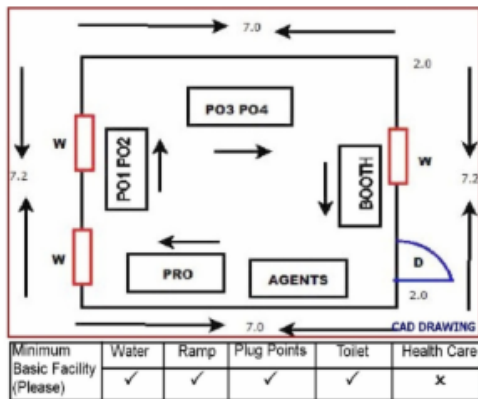 7.0
2.0
W
PO3 PO4
PO1 PO2
BOOTH
W
7.2
7.2
W
D
PRO
AGENTS
2.0
7.0
CAD DRAWING
Minimum Basic Facility (Please) Water Ramp Plug Points Toilet Health Care
✓ ✓ ✓ ✓ x